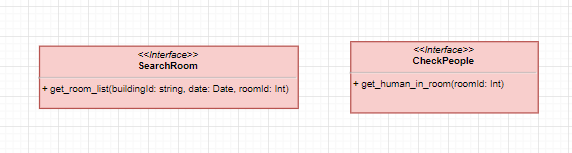 <<Interface>>
SearchRoom
+ get_room_list(buildingId: string, date: Date, roomId: Int)
<<Interface>>
CheckPeople
+ get_human_in_room(roomId: Int)